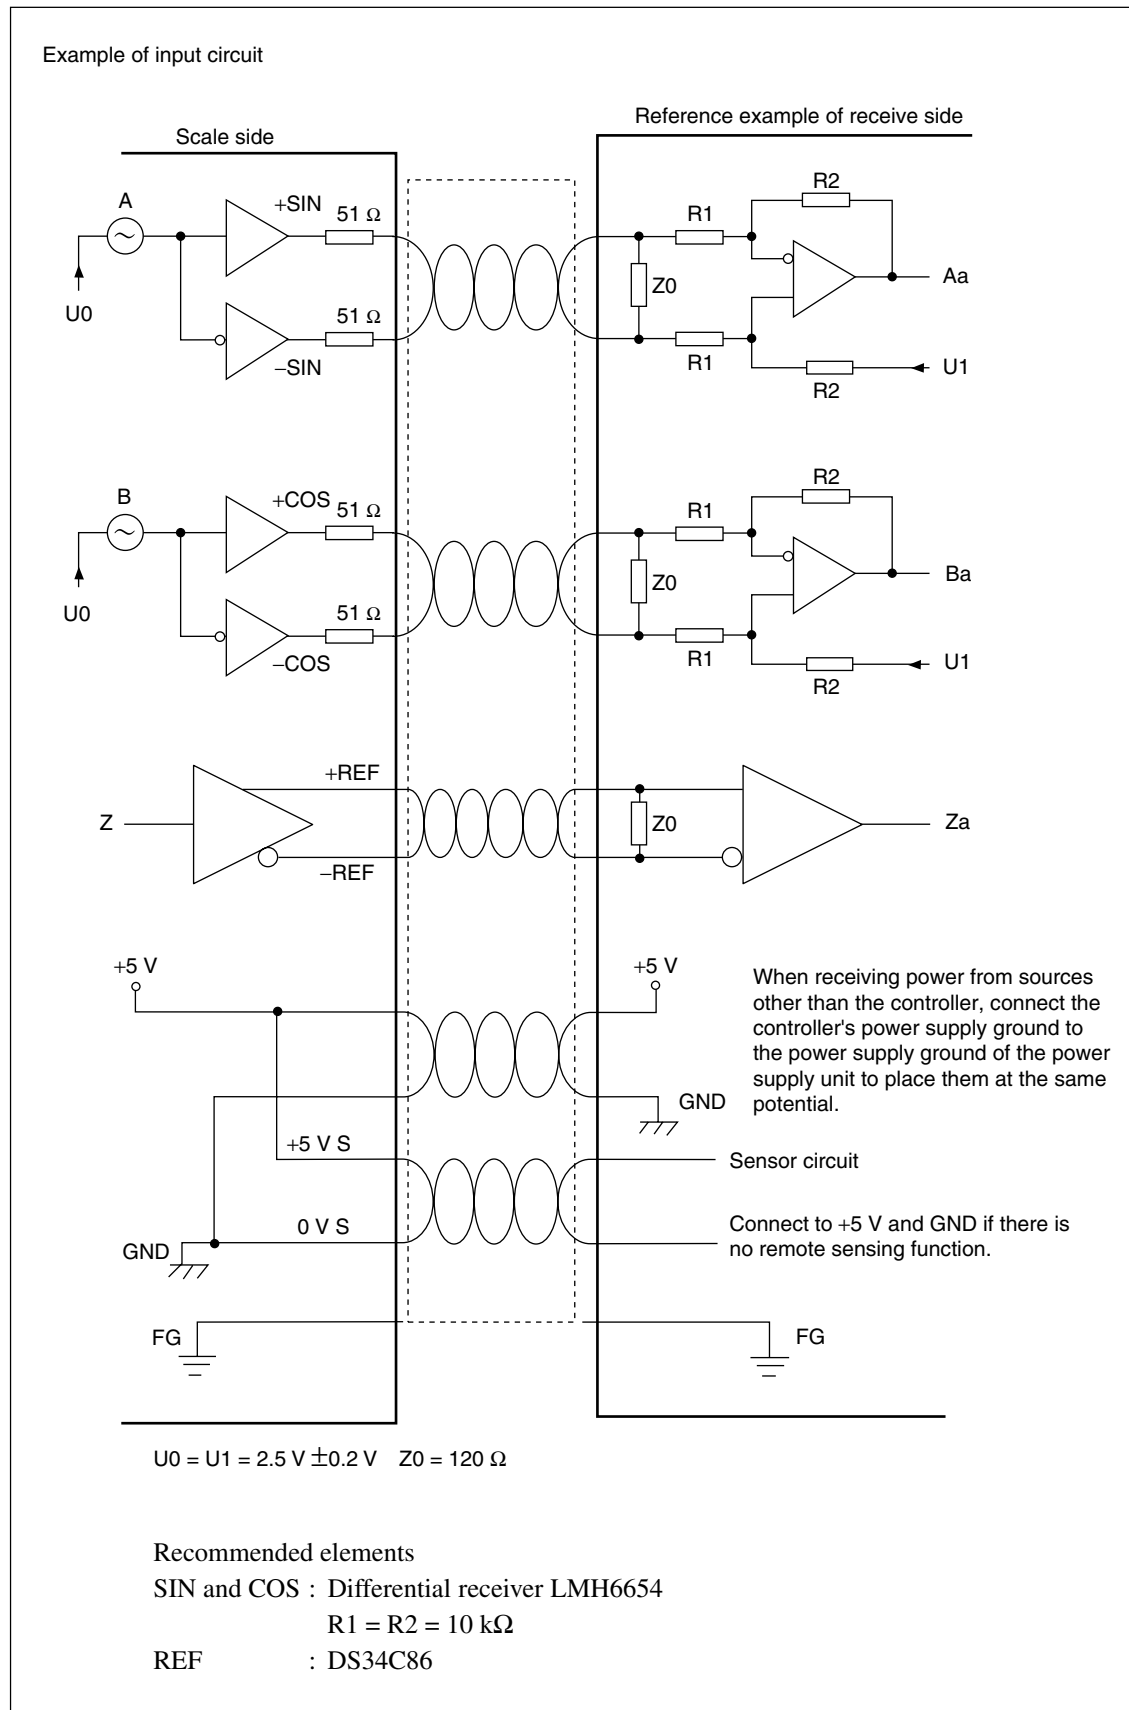 Example of input circuit
Scale side
Reference example of receive side
A
+SIN
51 Ω
U0
51 Ω
−SIN
R1
R2
Z0
Aa
R1
R2
U1
B
+COS
51 Ω
U0
51 Ω
−COS
R1
R2
Z0
Ba
R1
R2
U1
Z
+REF
−REF
Z0
Za
+5 V
+5 V
When receiving power from sources
other than the controller, connect the
controller's power supply ground to
the power supply ground of the power
supply unit to place them at the same
potential.
GND
+5 V S
Sensor circuit
0 V S
Connect to +5 V and GND if there is
no remote sensing function.
GND
FG
FG
U0 = U1 = 2.5 V ±0.2 V Z0 = 120 Ω
Recommended elements
SIN and COS : Differential receiver LMH6654
R1 = R2 = 10 kΩ
REF : DS34C86